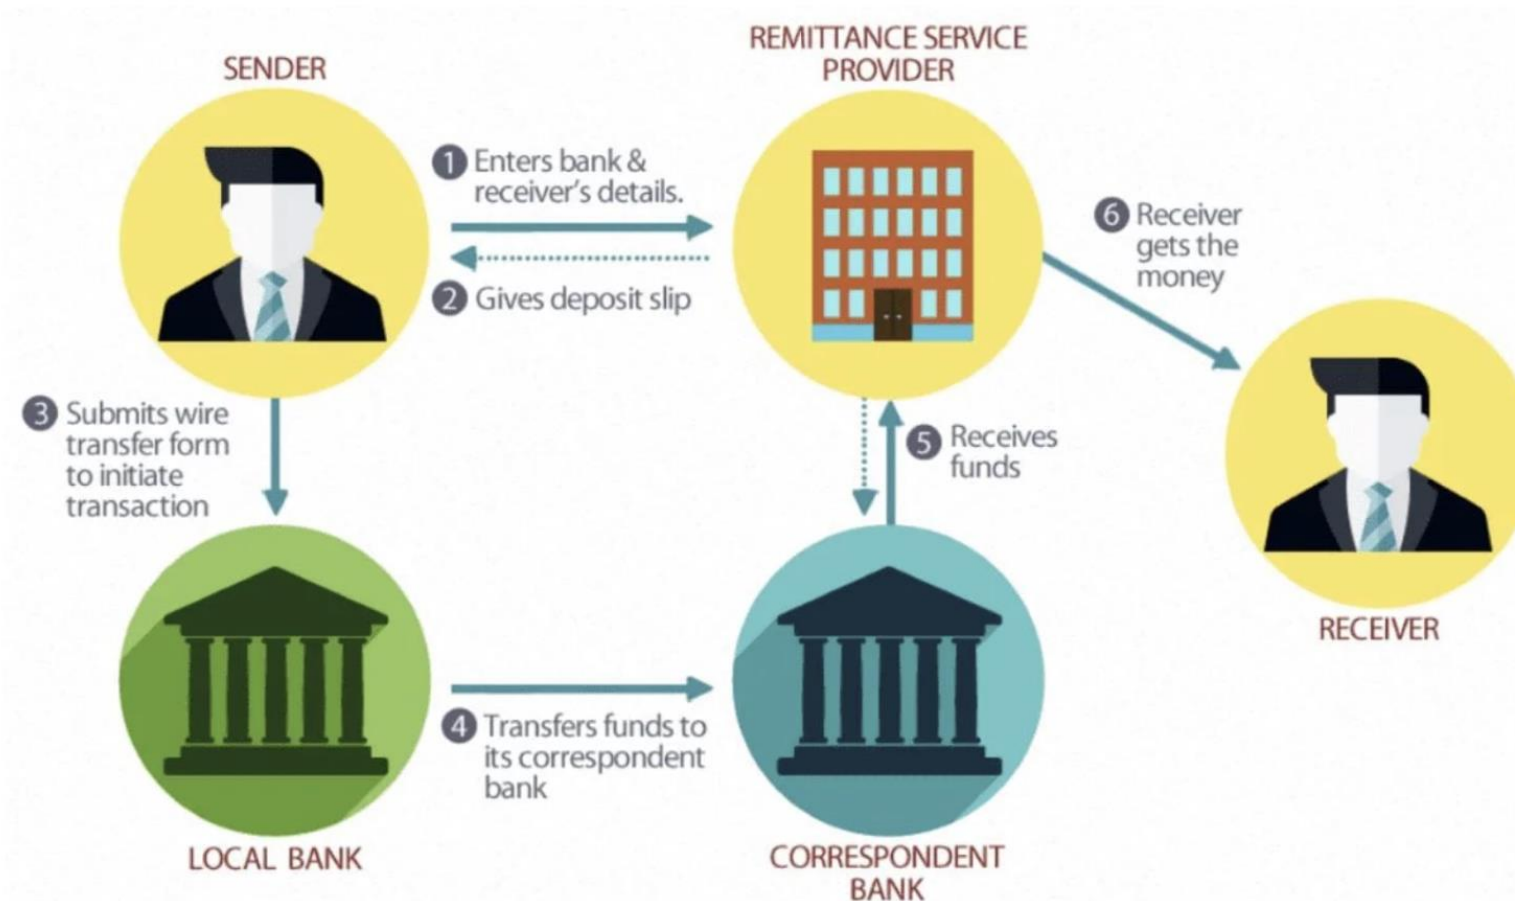 SENDER
REMITTANCE SERVICE
PROVIDER
1 Enters bank &
receiver's details.
2 Gives deposit slip
6 Receiver
gets the
money
3 Submits wire
transfer form
to initiate
transaction
5 Receives
funds
RECEIVER
4 Transfers funds to
its correspondent
bank
LOCAL BANK
CORRESPONDENT
BANK